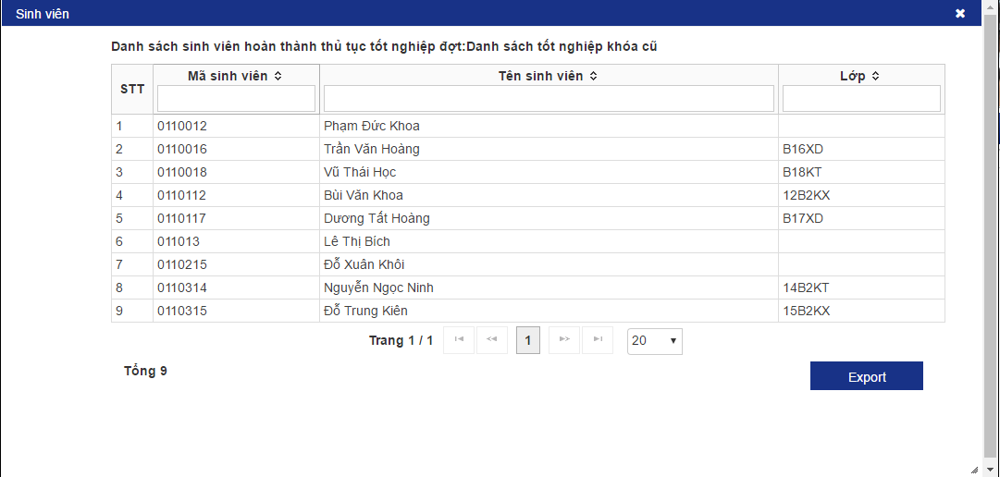 Sinh viên
Danh sách sinh viên hoàn thành thủ tục tốt nghiệp đợt:Danh sách tốt nghiệp khóa cũ
STT Mã sinh viên Tên sinh viên Lớp
1 0110012 Phạm Đức Khoa
2 0110016 Trần Văn Hoàng B16XD
3 0110018 Vũ Thái Học B18KT
4 0110112 Bùi Văn Khoa 12B2KX
5 0110117 Dương Tất Hoàng B17XD
6 011013 Lê Thị Bích
7 0110215 Đỗ Xuân Khôi
8 0110314 Nguyễn Ngọc Ninh 14B2KT
9 0110315 Đỗ Trung Kiên 15B2KX
Trang 1 / 1 1 20
Tổng 9 Export